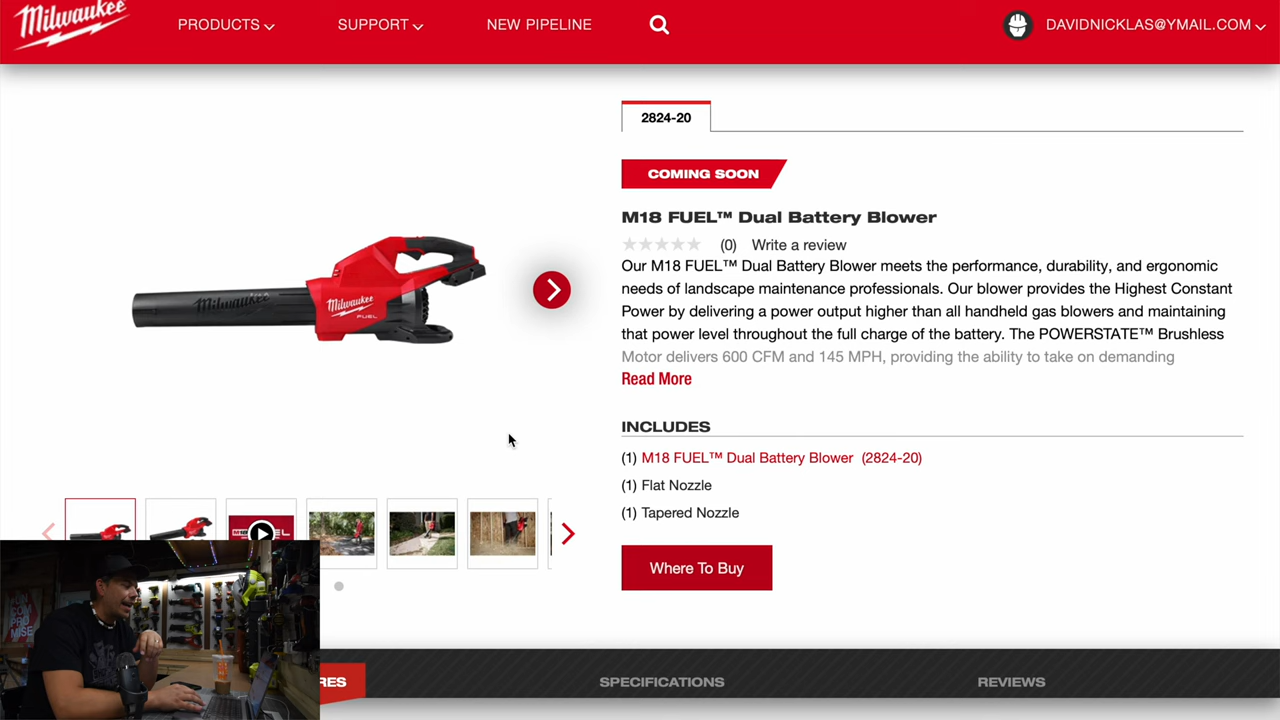 Milwaukee
PRODUCTS
SUPPORT
NEW PIPELINE
DAVIDNICKLAS@YMAIL.COM
2824-20
COMING SOON
M18 FUEL™ Dual Battery Blower
(0) Write a review
Our M18 FUEL™ Dual Battery Blower meets the performance, durability, and ergonomic
needs of landscape maintenance professionals. Our blower provides the Highest Constant
Power by delivering a power output higher than all handheld gas blowers and maintaining
that power level throughout the full charge of the battery. The POWERSTATE™ Brushless
Motor delivers 600 CFM and 145 MPH, providing the ability to take on demanding
Read More
Milwaukee
Milwaukee
FUEL
INCLUDES
(1) M18 FUEL™ Dual Battery Blower (2824-20)
(1) Flat Nozzle
(1) Tapered Nozzle
Where To Buy
RES
SPECIFICATIONS
REVIEWS